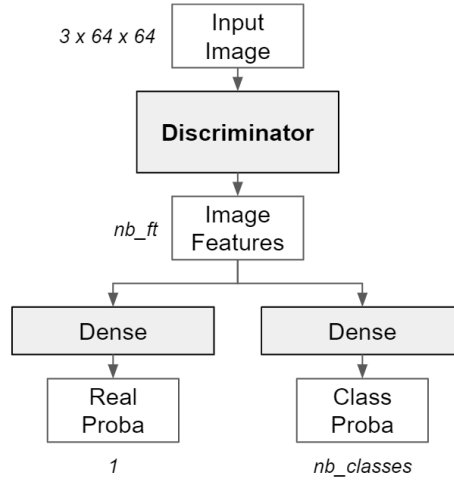 Input
Image
3 x 64 x 64
Discriminator
Image
Features
nb_ft
Dense
Dense
Real
Proba
Class
Proba
1
nb_classes